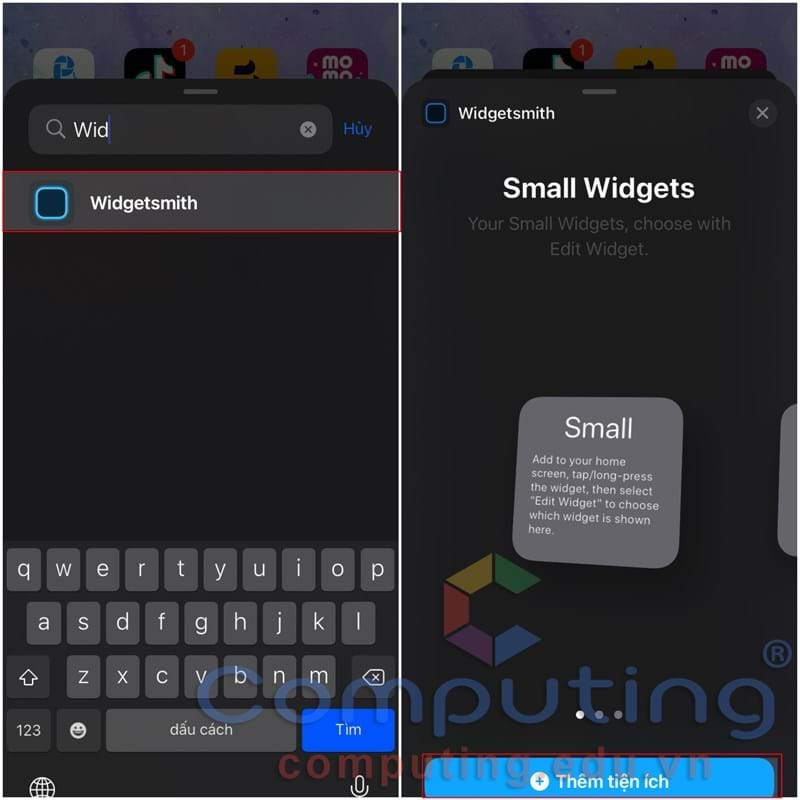 1
mo
mo
Wid
Hủy
Widgetsmith
q w e r t y u i o p
a s d f g h j k l
z x c v b n m
123
dấu cách
Tìm
1
mo
Widgetsmith
Small Widgets
Your Small Widgets, choose with
Edit Widget.
Small
Add to your home
screen, tap/long-press
the widget, then select
"Edit Widget" to choose
which widget is shown
here.
Computing®
computing.edu.vn
Thêm tiện ích